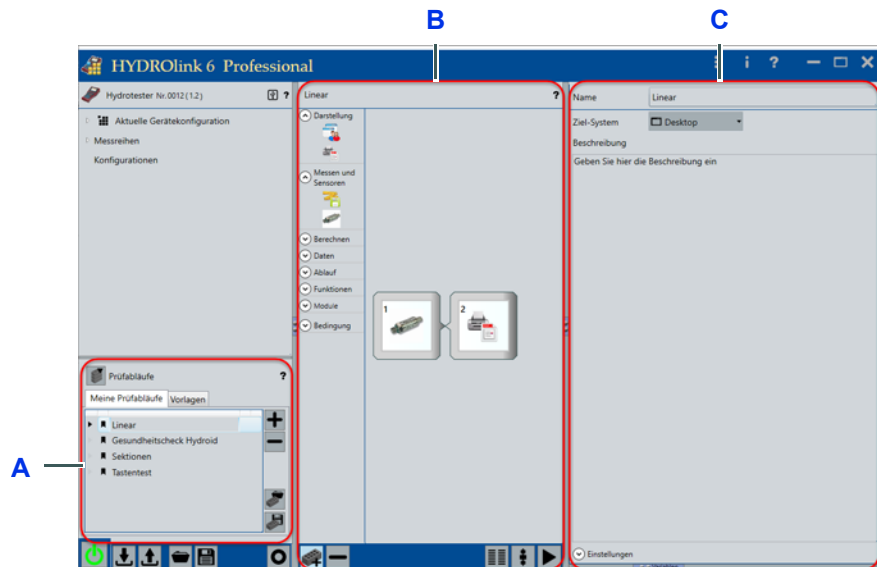 B
C
HYDROlink 6 Professional
i ?
Hydrotester Nr.0012 (1.2)
?
Aktuelle Gerätekonfiguration
Messreihen
Konfigurationen
Linear
?
Darstellung
Messen und
Sensoren
Berechnen
Daten
Ablauf
Funktionen
Module
Bedingung
1
2
Name
Linear
Ziel-System
Desktop
Beschreibung
Geben Sie hier die Beschreibung ein
Einstellungen
A
Prüfabläufe
?
Meine Prüfabläufe
Vorlagen
Linear
Gesundheitscheck Hydroid
Sektionen
Tastentest